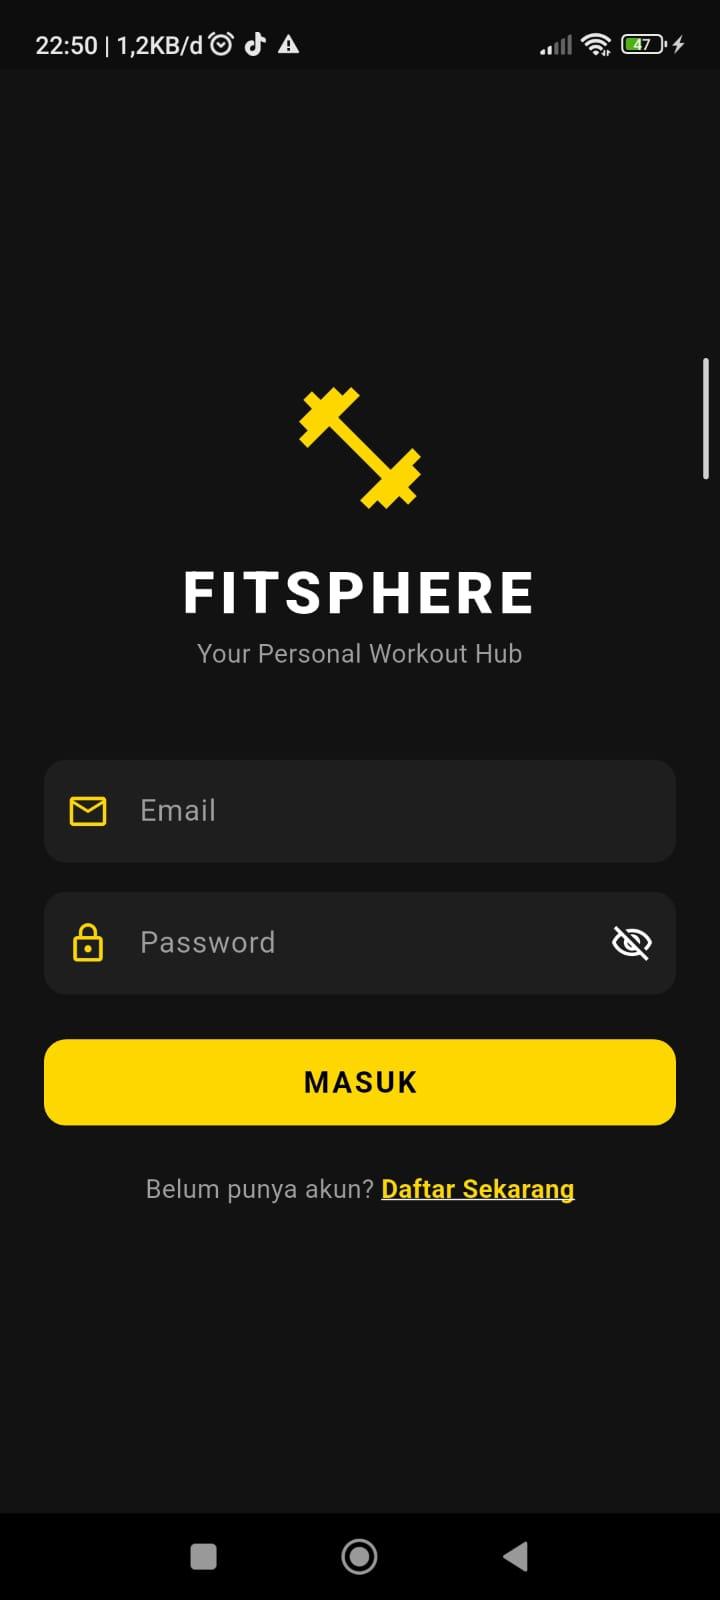 22:50 | 1,2KB/d
47
FITSPHERE
Your Personal Workout Hub
Email
Password
MASUK
Belum punya akun? Daftar Sekarang